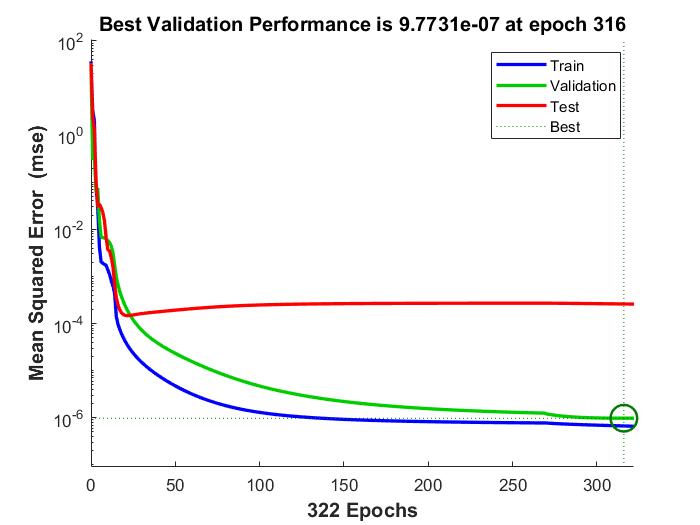 Best Validation Performance is 9.7731e-07 at epoch 316
Mean Squared Error (mse)
10^2
10^0
10^-2
10^-4
10^-6
Train
Validation
Test
Best
0 50 100 150 200 250 300
322 Epochs